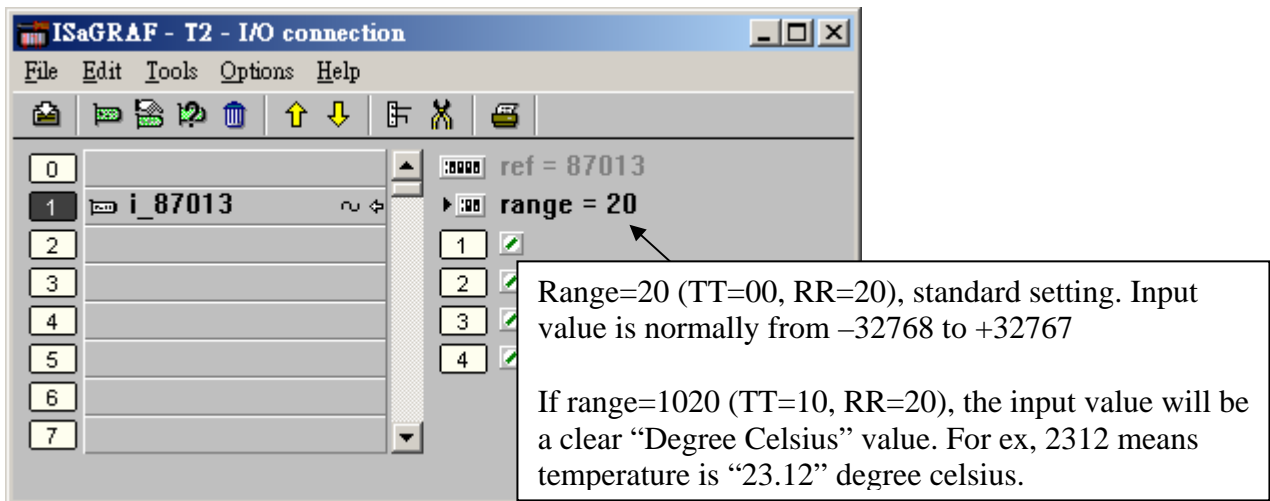 ISaGRAF - T2 - I/O connection
File Edit Tools Options Help
0
1 i_87013
2
3
4
5
6
7
ref = 87013
range = 20
1
2
3
4
Range=20 (TT=00, RR=20), standard setting. Input
value is normally from –32768 to +32767
If range=1020 (TT=10, RR=20), the input value will be
a clear “Degree Celsius” value. For ex, 2312 means
temperature is “23.12” degree celsius.